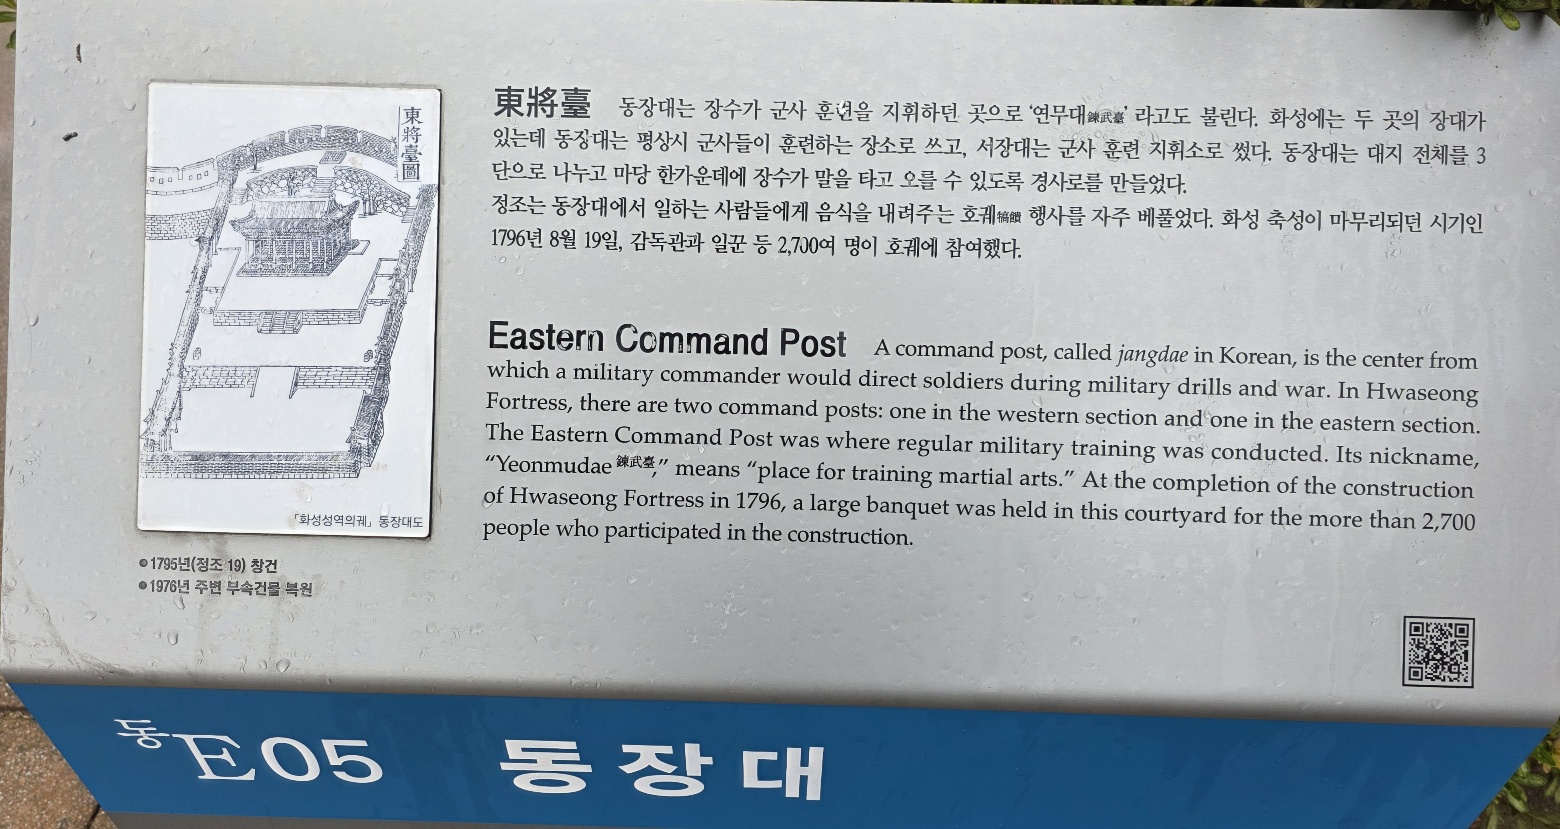 東將臺圖
「화성성역의궤」 동장대도
●1795년(정조 19) 창건
●1976년 주변 부속건물 복원
東將臺 동장대는 장수가 군사 훈련을 지휘하던 곳으로 ‘연무대鍊武臺’ 라고도 불린다. 화성에는 두 곳의 장대가
있는데 동장대는 평상시 군사들이 훈련하는 장소로 쓰고, 서장대는 군사 훈련 지휘소로 썼다. 동장대는 대지 전체를 3
단으로 나누고 마당 한가운데에 장수가 말을 타고 오를 수 있도록 경사로를 만들었다.
정조는 동장대에서 일하는 사람들에게 음식을 내려주는 호궤犒饋 행사를 자주 베풀었다. 화성 축성이 마무리되던 시기인
1796년 8월 19일, 감독관과 일꾼 등 2,700여 명이 호궤에 참여했다.
Eastern Command Post A command post, called jangdae in Korean, is the center from
which a military commander would direct soldiers during military drills and war. In Hwaseong
Fortress, there are two command posts: one in the western section and one in the eastern section.
The Eastern Command Post was where regular military training was conducted. Its nickname,
“Yeonmudae 鍊武臺,” means “place for training martial arts.” At the completion of the construction
of Hwaseong Fortress in 1796, a large banquet was held in this courtyard for the more than 2,700
people who participated in the construction.
동E05 동장대